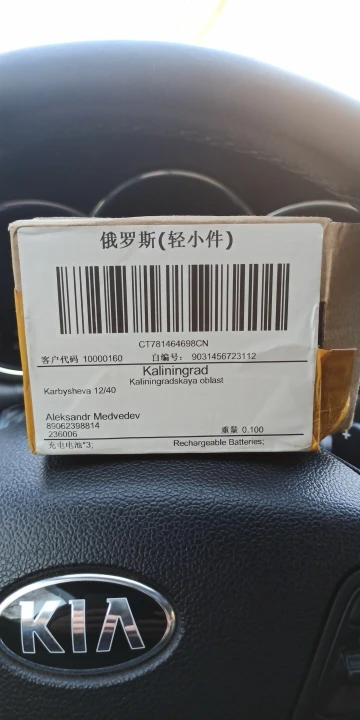 俄罗斯(轻小件)
CT781464698CN
客户代码 10000160 自编号: 9031456723112
Kaliningrad
Kaliningradskaya oblast
Karbysheva 12/40
Aleksandr Medvedev
89062398814
236006 重量 0.100
充电电池*3; Rechargeable Batteries;
KIA